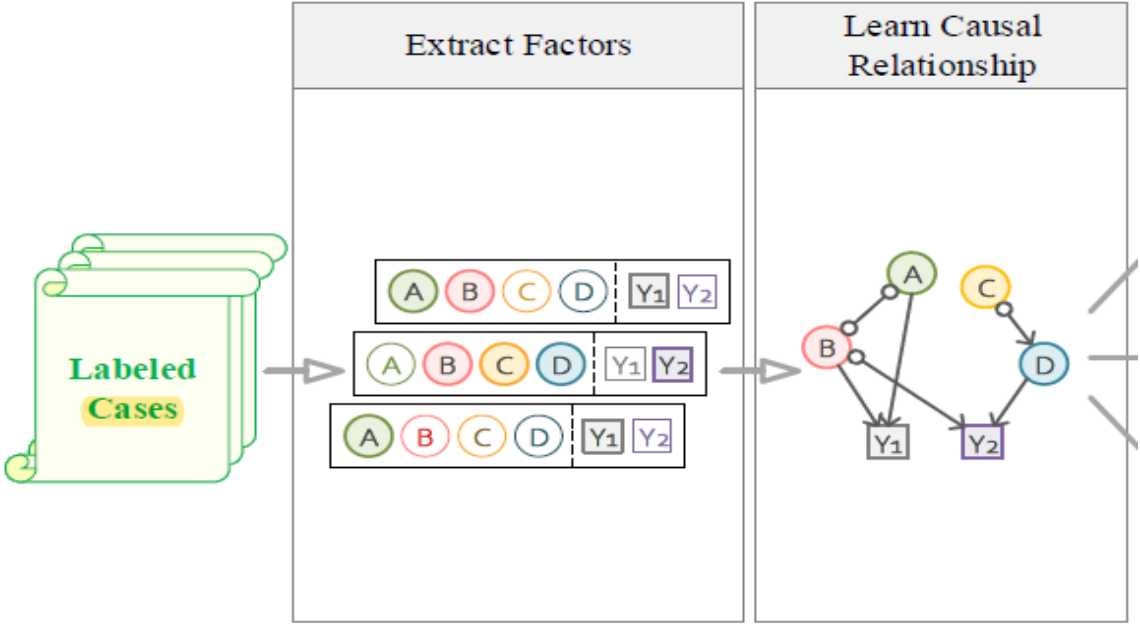 Extract Factors
Learn Causal
Relationship
Labeled
Cases
A B C D Y1 Y2
A B C D Y1 Y2
A B C D Y1 Y2
A
C
B
D
Y1
Y2